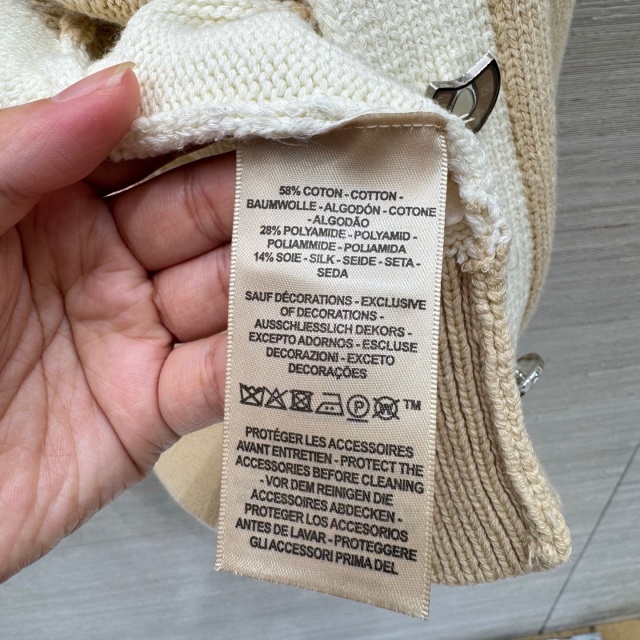 58% COTON - COTTON -
BAUMWOLLE - ALGODÓN - COTONE
- ALGODÃO
28% POLYAMIDE - POLYAMID -
POLIAMMIDE - POLIAMIDA
14% SOIE - SILK - SEIDE - SETA -
SEDA
SAUF DÉCORATIONS - EXCLUSIVE
OF DECORATIONS -
AUSSCHLIESSLICH DEKORS -
EXCEPTO ADORNOS - ESCLUSE
DECORAZIONI - EXCETO
DECORAÇÕES
P TM
PROTÉGER LES ACCESSOIRES
AVANT ENTRETIEN - PROTECT THE
ACCESSORIES BEFORE CLEANING
- VOR DEM REINIGEN DIE
ACCESSOIRES ABDECKEN -
PROTEGER LOS ACCESORIOS
ANTES DE LAVAR - PROTEGGERE
GLI ACCESSORI PRIMA DEL